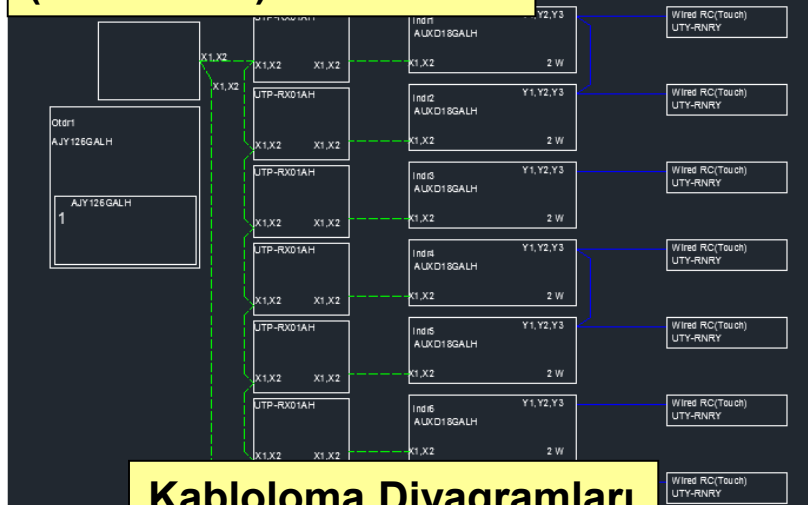 Y1,Y2,Y3
Wired RC(Touch)
UTY-RNRY
UTP-RX01AH
Indr1
AUXD18GALH
X1,X2
X1,X2
X1,X2
X1,X2
2 W
X1,X2
UTP-RX01AH
Indr2
AUXD18GALH
Y1,Y2,Y3
Wired RC(Touch)
UTY-RNRY
Otdr1
AJY126GALH
X1,X2
X1,X2
X1,X2
2 W
UTP-RX01AH
Indr3
AUXD18GALH
Y1,Y2,Y3
Wired RC(Touch)
UTY-RNRY
AJY126GALH
1
X1,X2
X1,X2
X1,X2
2 W
UTP-RX01AH
Indr4
AUXD18GALH
Y1,Y2,Y3
Wired RC(Touch)
UTY-RNRY
X1,X2
X1,X2
X1,X2
2 W
UTP-RX01AH
Indr5
AUXD18GALH
Y1,Y2,Y3
Wired RC(Touch)
UTY-RNRY
X1,X2
X1,X2
X1,X2
2 W
UTP-RX01AH
Indr6
AUXD18GALH
Y1,Y2,Y3
Wired RC(Touch)
UTY-RNRY
X1,X2
X1,X2
X1,X2
2 W
Kablolama Diyagramları
Wired RC(Touch)
UTY-RNRY